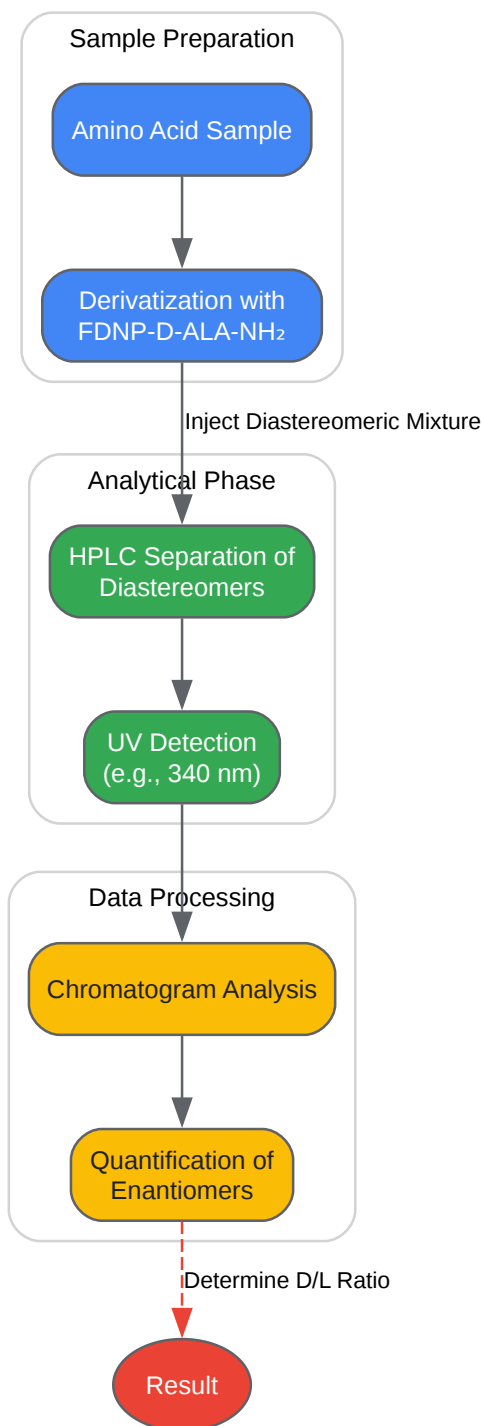 Sample Preparation
Amino Acid Sample
Derivatization with
FDNP-D-ALA-NH₂
Inject Diastereomeric Mixture
Analytical Phase
HPLC Separation of
Diastereomers
UV Detection
(e.g., 340 nm)
Data Processing
Chromatogram Analysis
Quantification of
Enantiomers
Determine D/L Ratio
Result